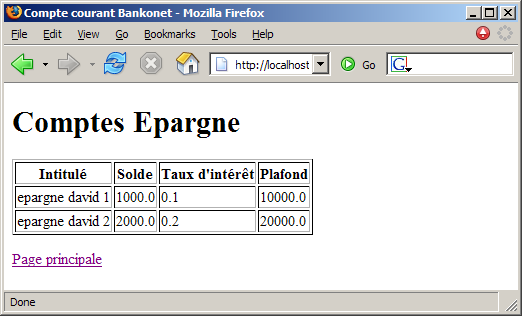 Compte courant Bankonet - Mozilla Firefox
File Edit View Go Bookmarks Tools Help
http://localhost Go G
Comptes Epargne
Intitulé Solde Taux d'intérêt Plafond
epargne david 1 1000.0 0.1 10000.0
epargne david 2 2000.0 0.2 20000.0
Page principale
Done